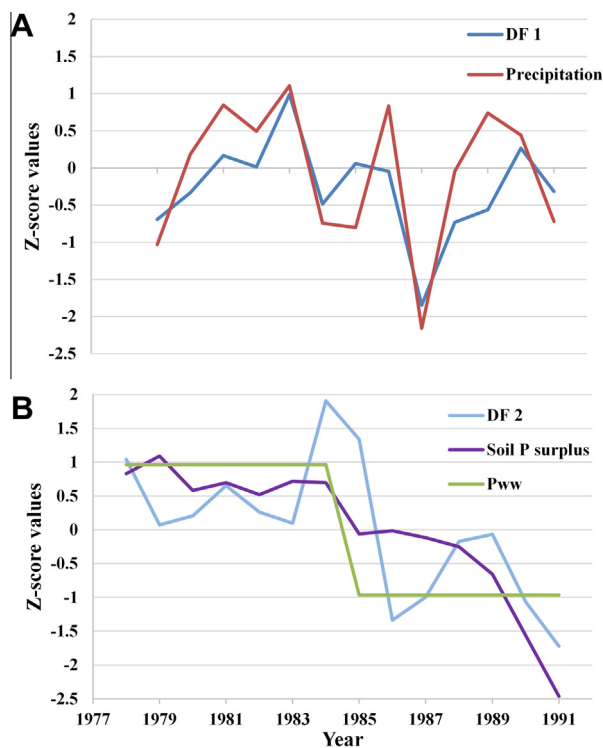 A
2
1.5
1
0.5
0
-0.5
-1
-1.5
-2
-2.5
Z-score values
DF 1
Precipitation
B
2
1.5
1
0.5
0
-0.5
-1
-1.5
-2
-2.5
Z-score values
DF 2
Soil P surplus
Pww
1977 1979 1981 1983 1985 1987 1989 1991
Year